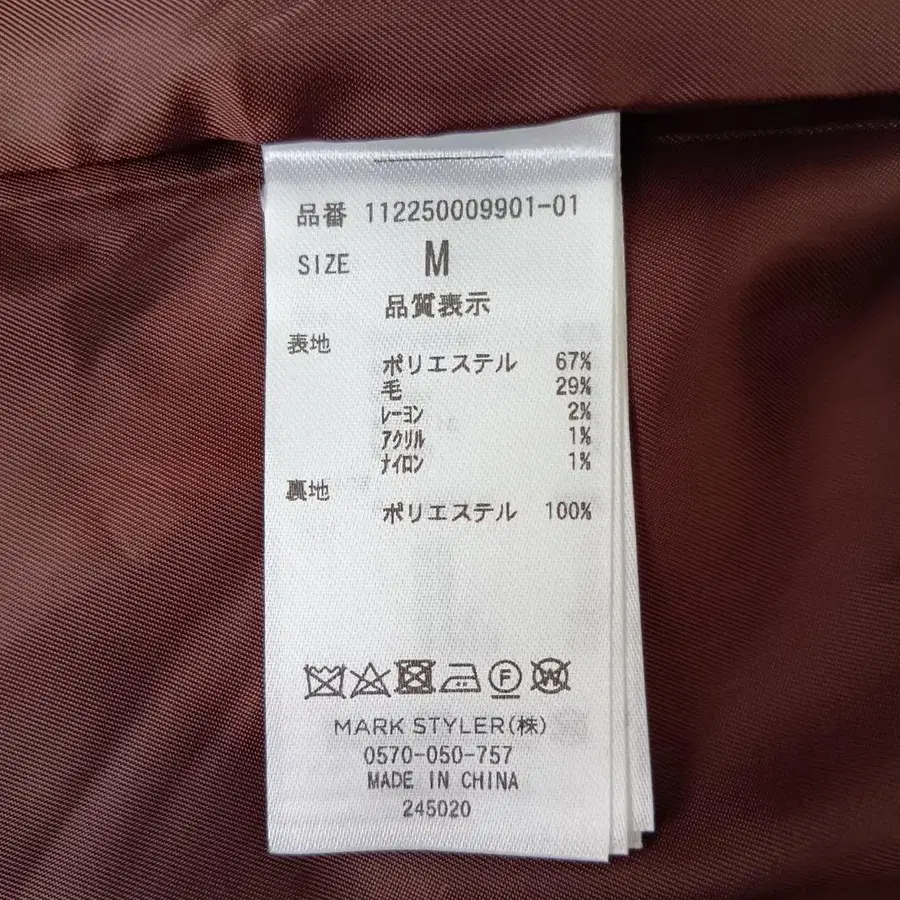 品番 112250009901-01
SIZE M
品質表示
表地
ポリエステル 67%
毛 29%
レーヨン 2%
アクリル 1%
ナイロン 1%
裏地
ポリエステル 100%
F W
MARK STYLER(株)
0570-050-757
MADE IN CHINA
245020